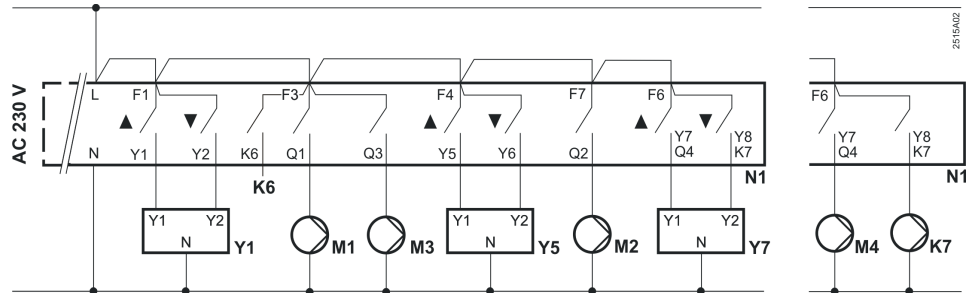 2515A02
AC 230 V
L F1 F3 F4 F7 F6 F6
▲ ▼ ▲ ▼ ▲ ▼
Y7 Y8 Y7 Y8
N Y1 Y2 K6 Q1 Q3 Y5 Y6 Q2 Q4 K7 Q4 K7
K6 N1 N1
Y1 Y2 Y1 Y2 Y1 Y2
N Y1 M1 M3 N Y5 M2 N Y7 M4 K7